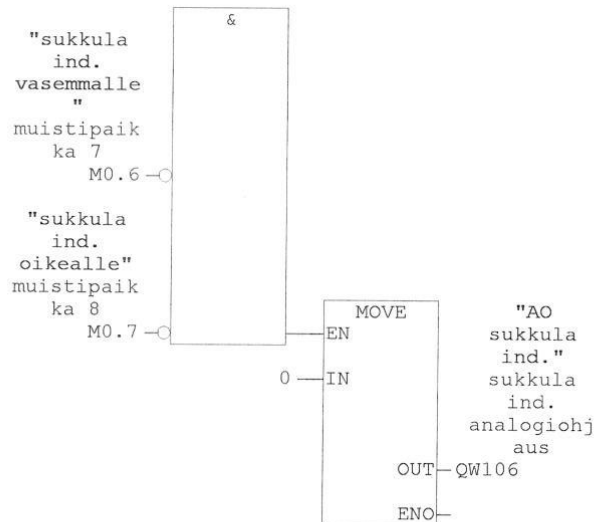 &
"sukkula
ind.
vasemmalle
"
muistipaik
ka 7
M0.6
"sukkula
ind.
oikealle"
muistipaik
ka 8
M0.7
MOVE
EN
0
IN
OUT
QW106
ENO
"AO
sukkula
ind."
sukkula
ind.
analogiohj
aus